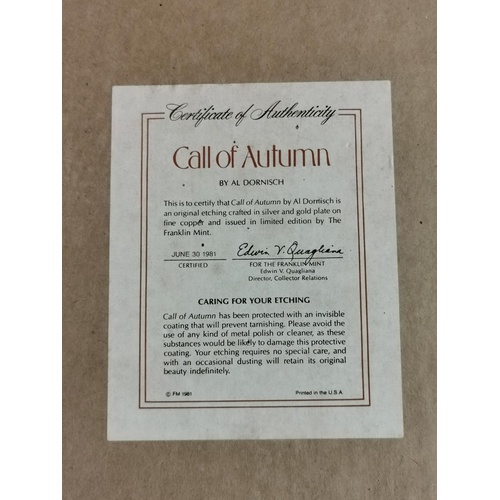 Certificate of Authenticity
Call of Autumn
BY AL DORNISCH
This is to certify that Call of Autumn by Al Dornisch is
an original etching crafted in silver and gold plate on
fine copper and issued in limited edition by The
Franklin Mint.
JUNE 30 1981 Edwin V. Quagliana
CERTIFIED FOR THE FRANKLIN MINT
Edwin V. Quagliana
Director, Collector Relations
CARING FOR YOUR ETCHING
Call of Autumn has been protected with an invisible
coating that will prevent tarnishing. Please avoid the
use of any kind of metal polish or cleaner, as these
substances would be likely to damage this protective
coating. Your etching requires no special care, and
with an occasional dusting will retain its original
beauty indefinitely.
© FM 1981 Printed in the U.S.A